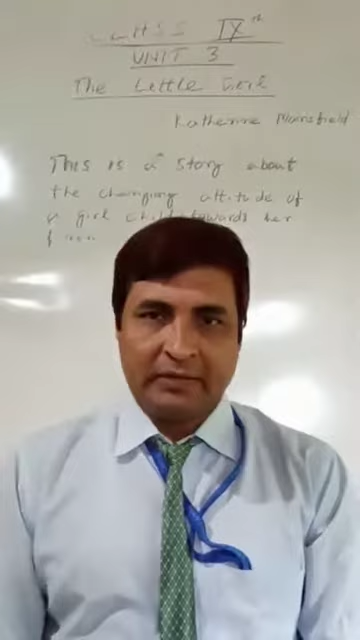 IX th
UNIT 3
The Little Girl
Katherine Mansfield
This is a story about
the changing attitude of
a girl child towards her